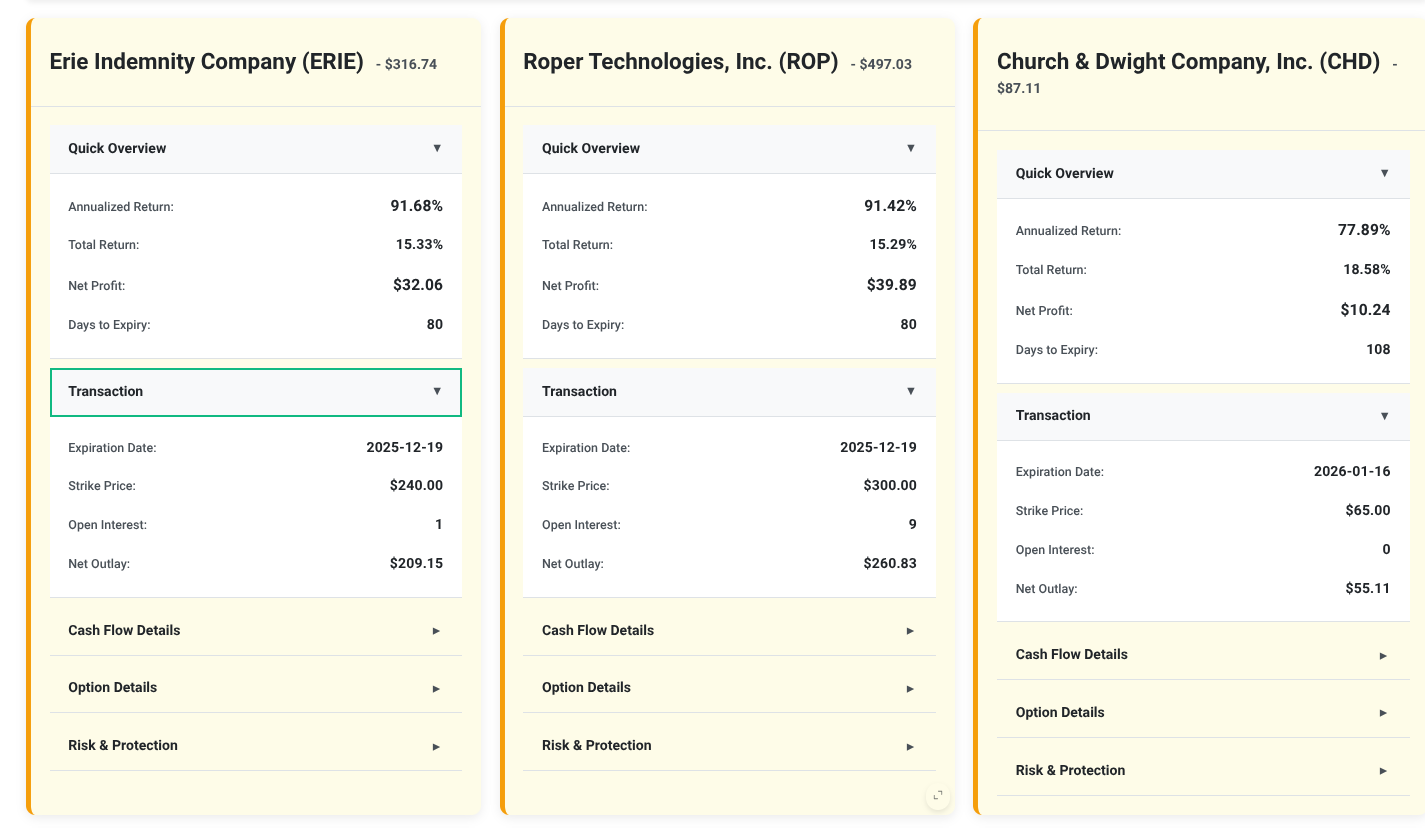 Erie Indemnity Company (ERIE) - $316.74
Quick Overview ▼
Annualized Return: 91.68%
Total Return: 15.33%
Net Profit: $32.06
Days to Expiry: 80
Transaction ▼
Expiration Date: 2025-12-19
Strike Price: $240.00
Open Interest: 1
Net Outlay: $209.15
Cash Flow Details ►
Option Details ►
Risk & Protection ►
Roper Technologies, Inc. (ROP) - $497.03
Quick Overview ▼
Annualized Return: 91.42%
Total Return: 15.29%
Net Profit: $39.89
Days to Expiry: 80
Transaction ▼
Expiration Date: 2025-12-19
Strike Price: $300.00
Open Interest: 9
Net Outlay: $260.83
Cash Flow Details ►
Option Details ►
Risk & Protection ►
Church & Dwight Company, Inc. (CHD) -
$87.11
Quick Overview ▼
Annualized Return: 77.89%
Total Return: 18.58%
Net Profit: $10.24
Days to Expiry: 108
Transaction ▼
Expiration Date: 2026-01-16
Strike Price: $65.00
Open Interest: 0
Net Outlay: $55.11
Cash Flow Details ►
Option Details ►
Risk & Protection ►